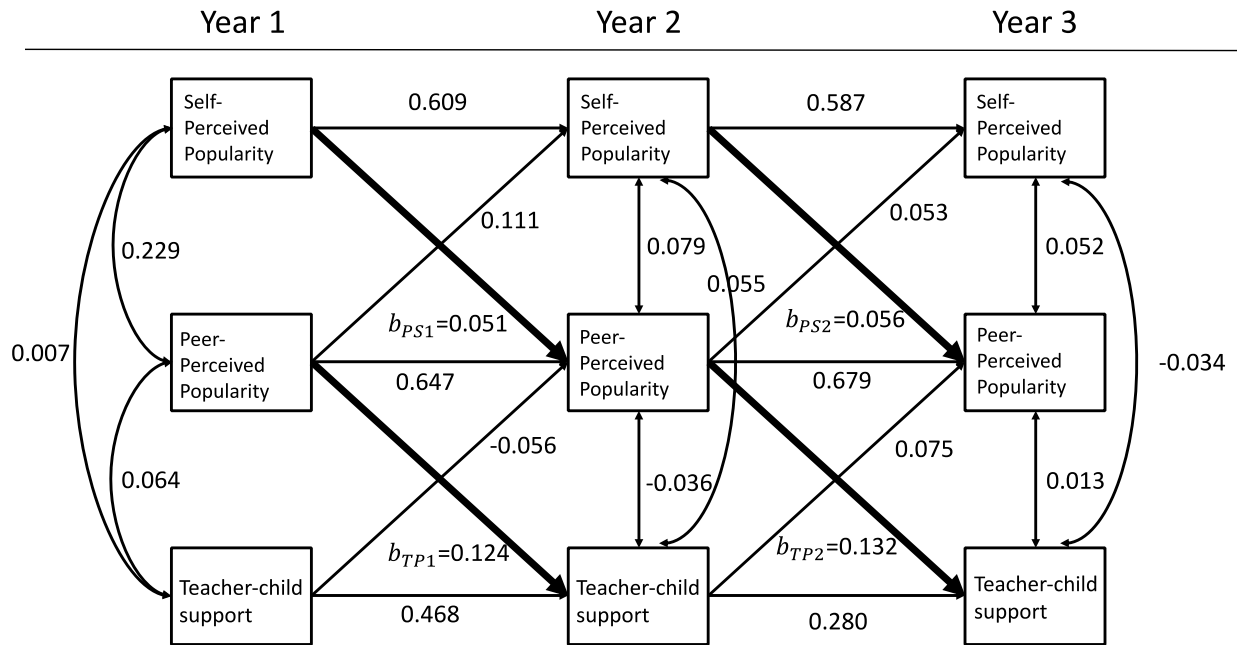 Year 1
Year 2
Year 3
Self-
Perceived
Popularity
0.609
Self-
Perceived
Popularity
0.587
Self-
Perceived
Popularity
0.229
0.111
0.079
0.055
0.053
0.052
0.007
Peer-
Perceived
Popularity
b_PS1=0.051
0.647
Peer-
Perceived
Popularity
b_PS2=0.056
0.679
Peer-
Perceived
Popularity
-0.034
0.064
-0.056
-0.036
0.075
0.013
Teacher-child
support
b_TP1=0.124
0.468
Teacher-child
support
b_TP2=0.132
0.280
Teacher-child
support